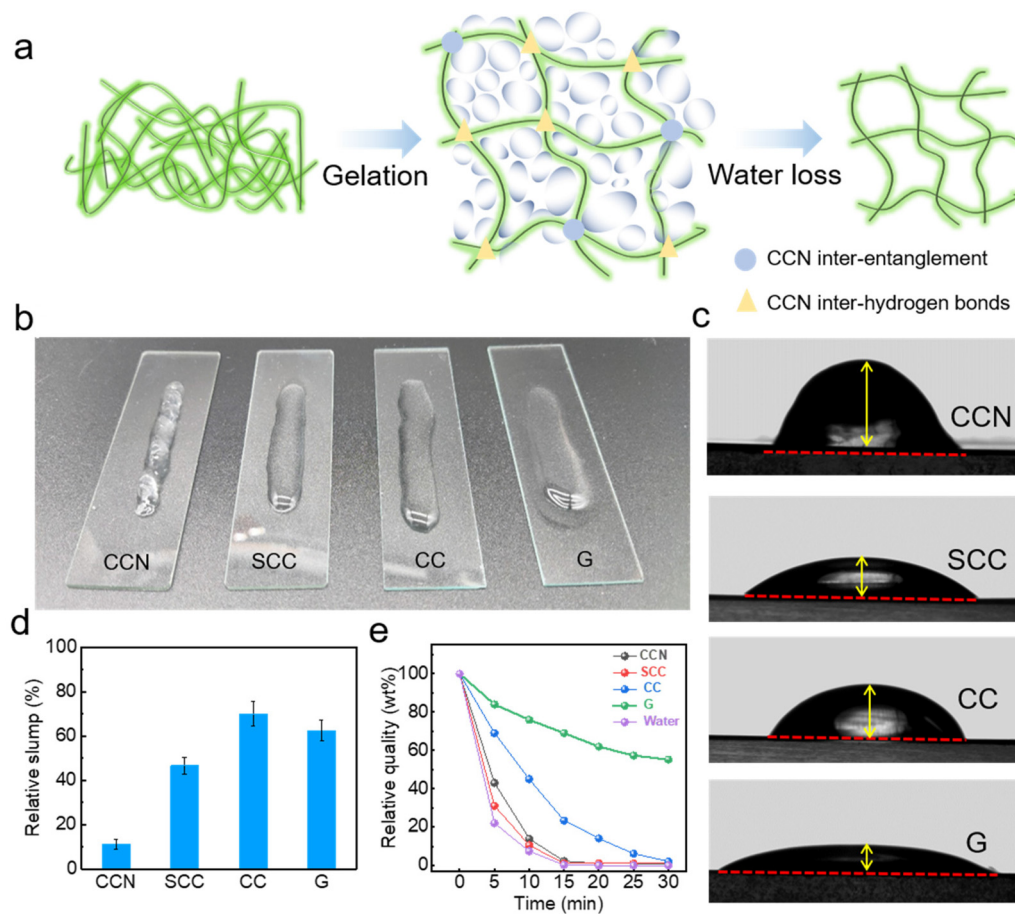 a
Gelation
Water loss
CCN inter-entanglement
CCN inter-hydrogen bonds
b
CCN
SCC
CC
G
c
CCN
SCC
CC
G
d
Relative slump (%)
100
80
60
40
20
0
CCN
SCC
CC
G
e
Relative quality (wt%)
100
80
60
40
20
0
CCN
SCC
CC
G
Water
0
5
10
15
20
25
30
Time (min)